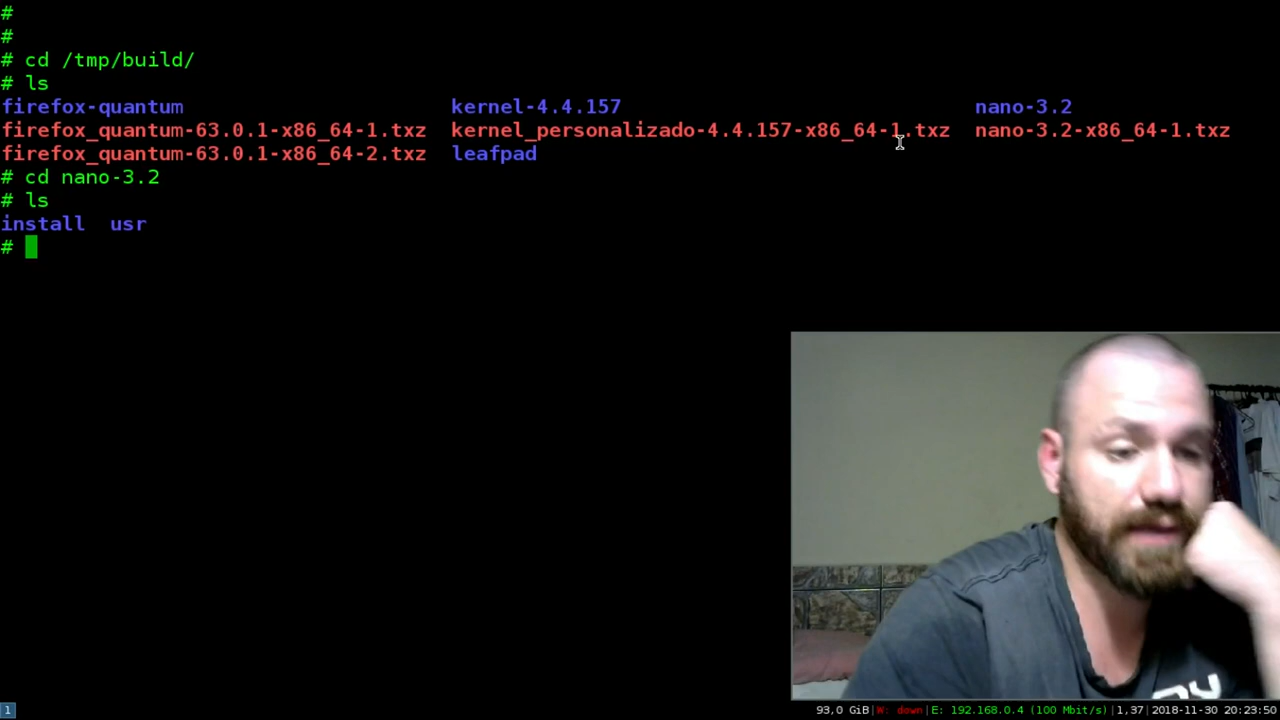 #
#
# cd /tmp/build/
# ls
firefox-quantum kernel-4.4.157 nano-3.2
firefox_quantum-63.0.1-x86_64-1.txz kernel_personalizado-4.4.157-x86_64-1.txz nano-3.2-x86_64-1.txz
firefox_quantum-63.0.1-x86_64-2.txz leafpad
# cd nano-3.2
# ls
install usr
#
1 93,0 GiB|W: down|E: 192.168.0.4 (100 Mbit/s)|1,37|2018-11-30 20:23:50